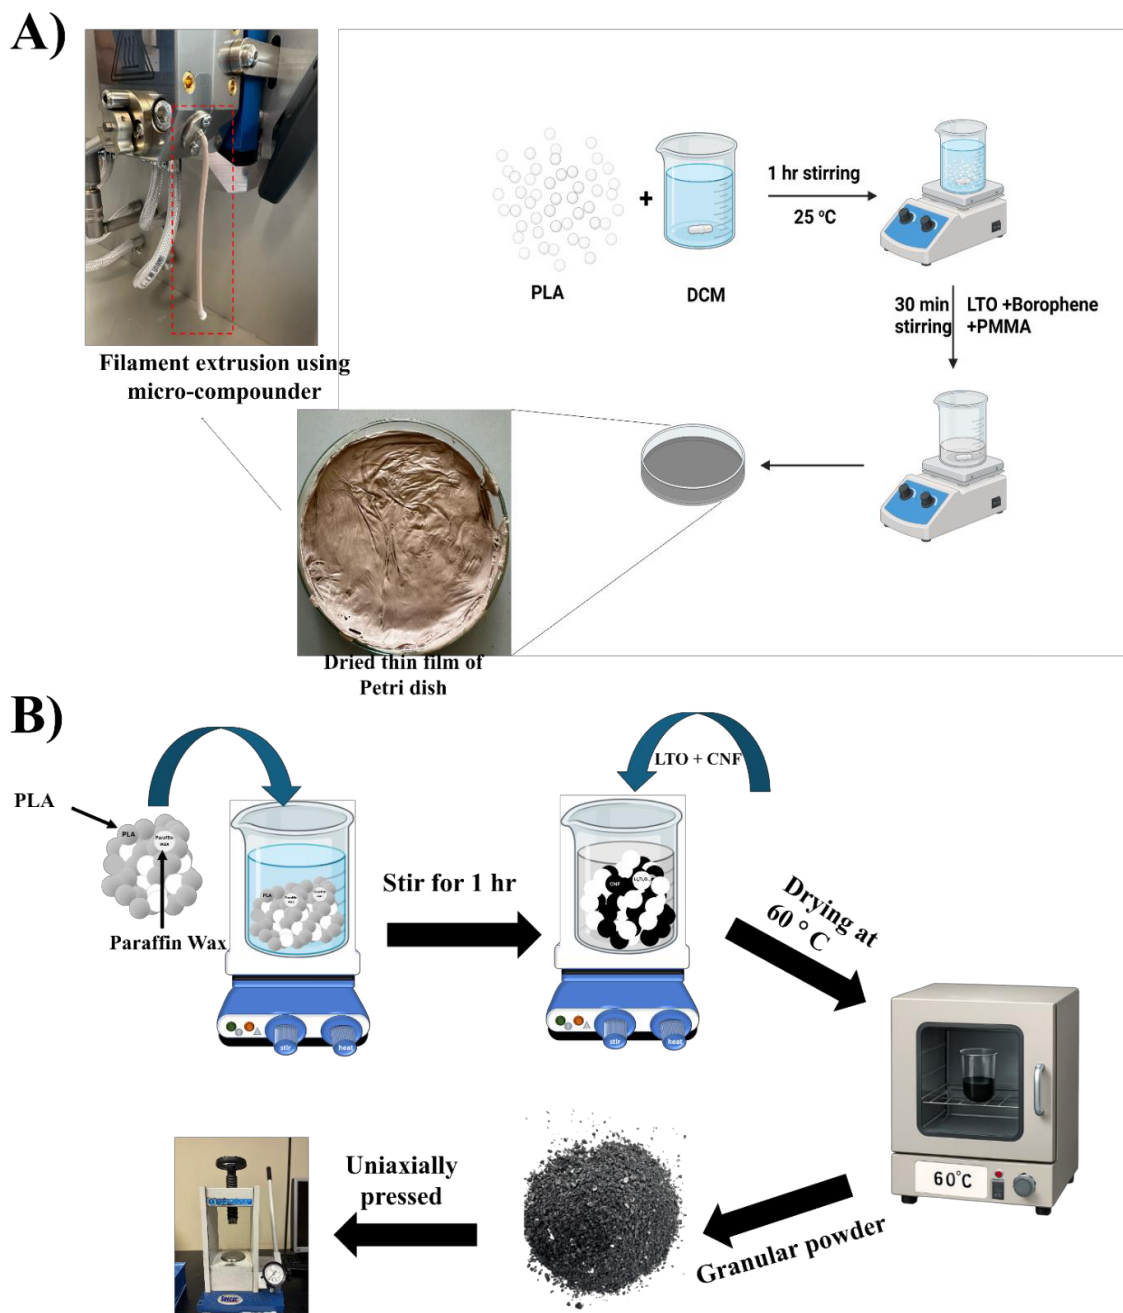 A)
PLA
+
DCM
1 hr stirring
25 °C
30 min
stirring
LTO +Borophene
+PMMA
Filament extrusion using
micro-compounder
Dried thin film of
Petri dish
B)
PLA
PLA
Paraffin
wax
Paraffin Wax
PLA
stir
heat
Stir for 1 hr
LTO + CNF
CNF
stir
heat
Drying at
60 ° C
60°C
Granular powder
Uniaxially
pressed